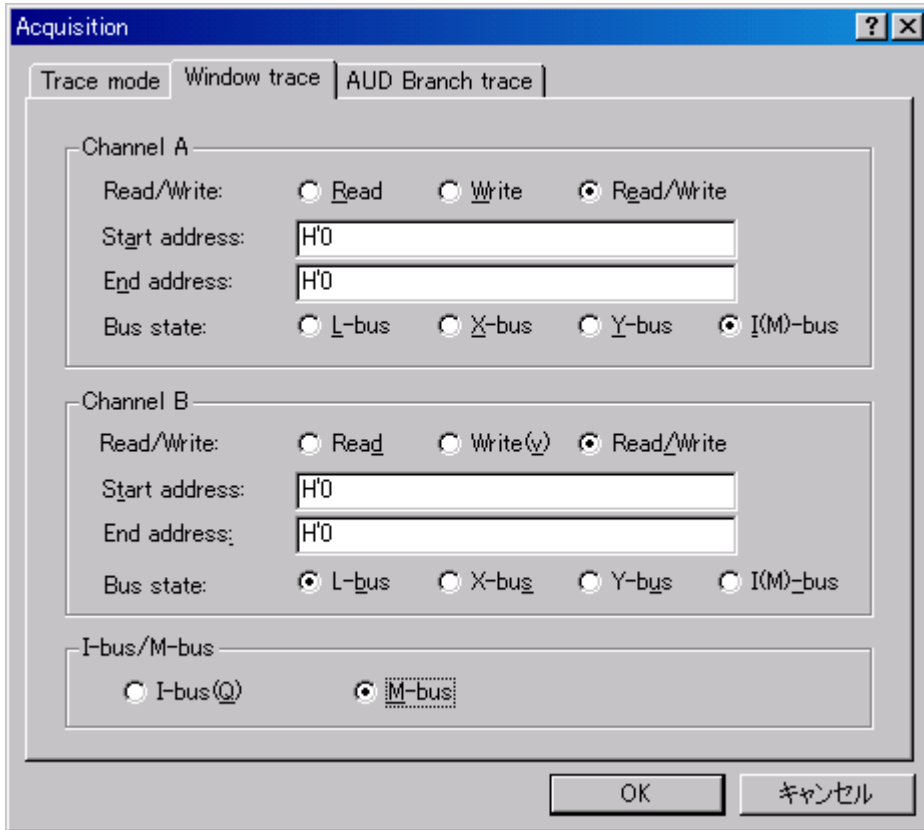 Acquisition
Trace mode Window trace AUD Branch trace
Channel A
Read/Write: Read Write Read/Write
Start address: H'0
End address: H'0
Bus state: L-bus X-bus Y-bus I(M)-bus
Channel B
Read/Write: Read Write(v) Read/Write
Start address: H'0
End address: H'0
Bus state: L-bus X-bus Y-bus I(M)-bus
I-bus/M-bus
I-bus(Q) M-bus
OK キャンセル